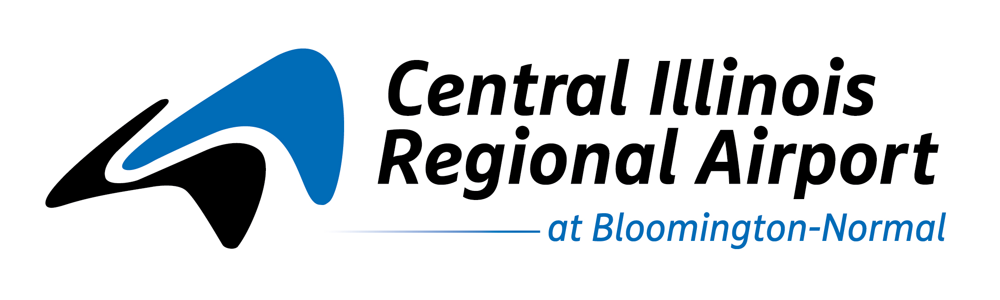 Central Illinois
Regional Airport
at Bloomington-Normal